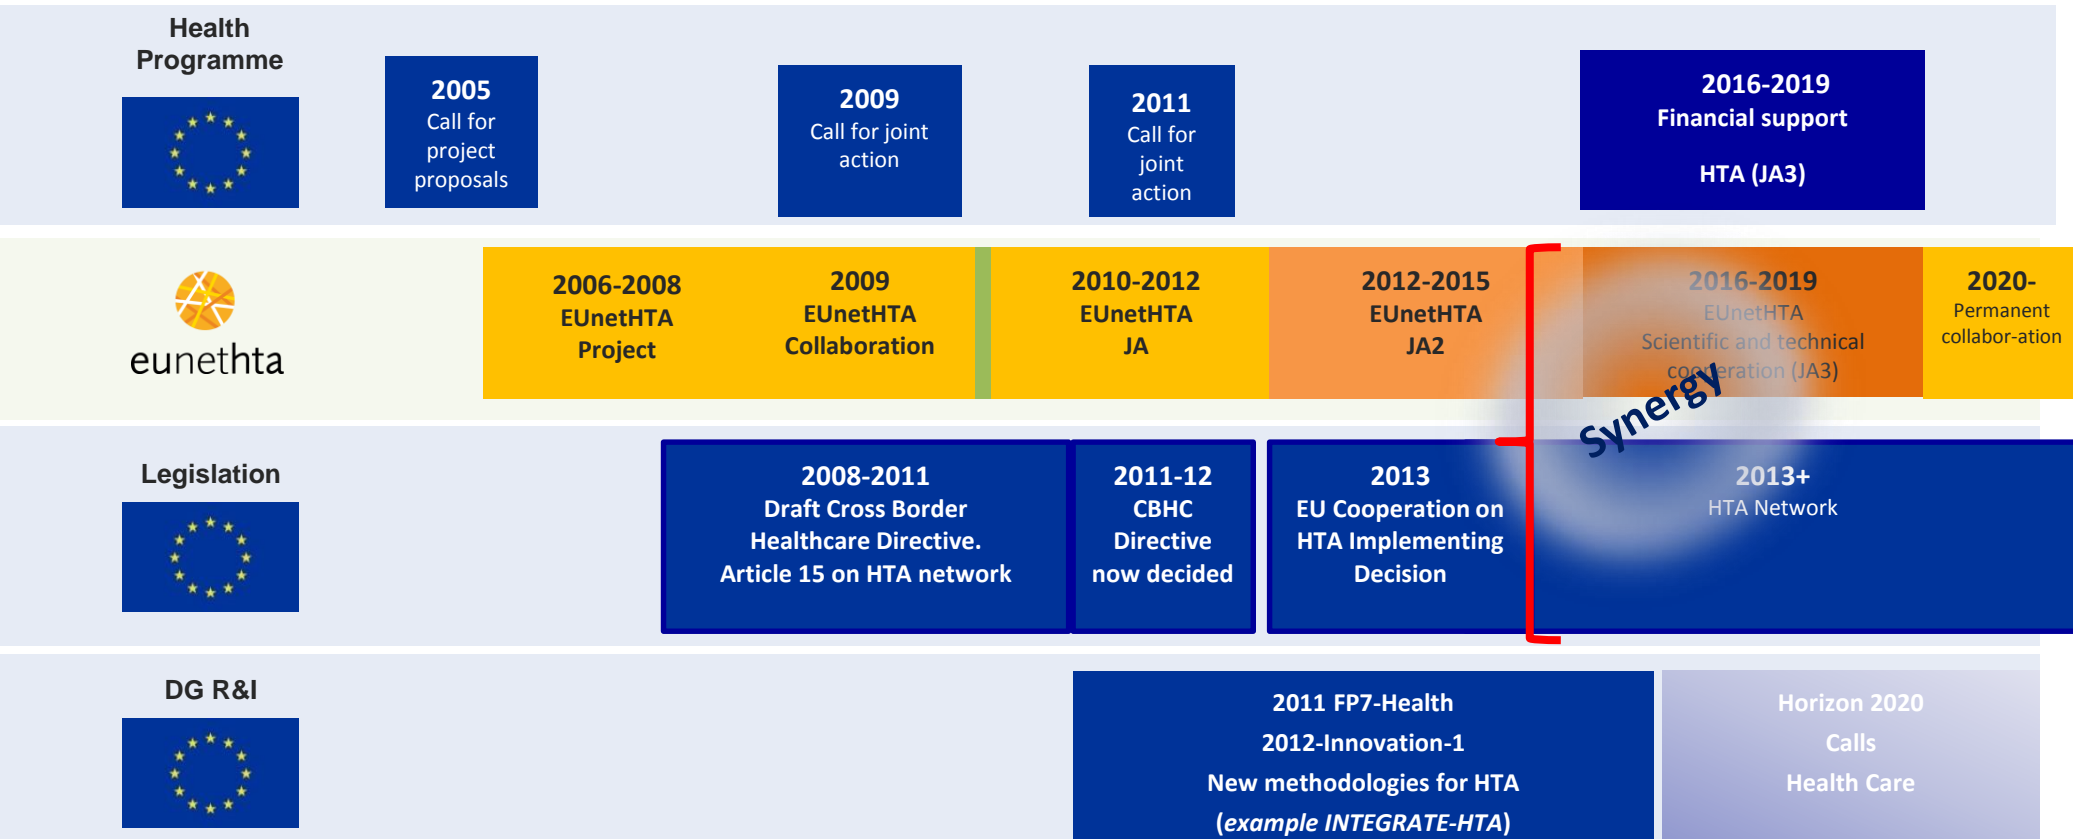 Health
Programme
2005
Call for
project
proposals
2009
Call for joint
action
2011
Call for
joint
action
2016-2019
Financial support
HTA (JA3)
eunethta
2006-2008
EUnetHTA
Project
2009
EUnetHTA
Collaboration
2010-2012
EUnetHTA
JA
2012-2015
EUnetHTA
JA2
2016-2019
EUnetHTA
Scientific and technical
cooperation (JA3)
2020-
Permanent
collabor-ation
Synergy
Legislation
2008-2011
Draft Cross Border
Healthcare Directive.
Article 15 on HTA network
2011-12
CBHC
Directive
now decided
2013
EU Cooperation on
HTA Implementing
Decision
2013+
HTA Network
DG R&I
2011 FP7-Health
2012-Innovation-1
New methodologies for HTA
(example INTEGRATE-HTA)
Horizon 2020
Calls
Health Care